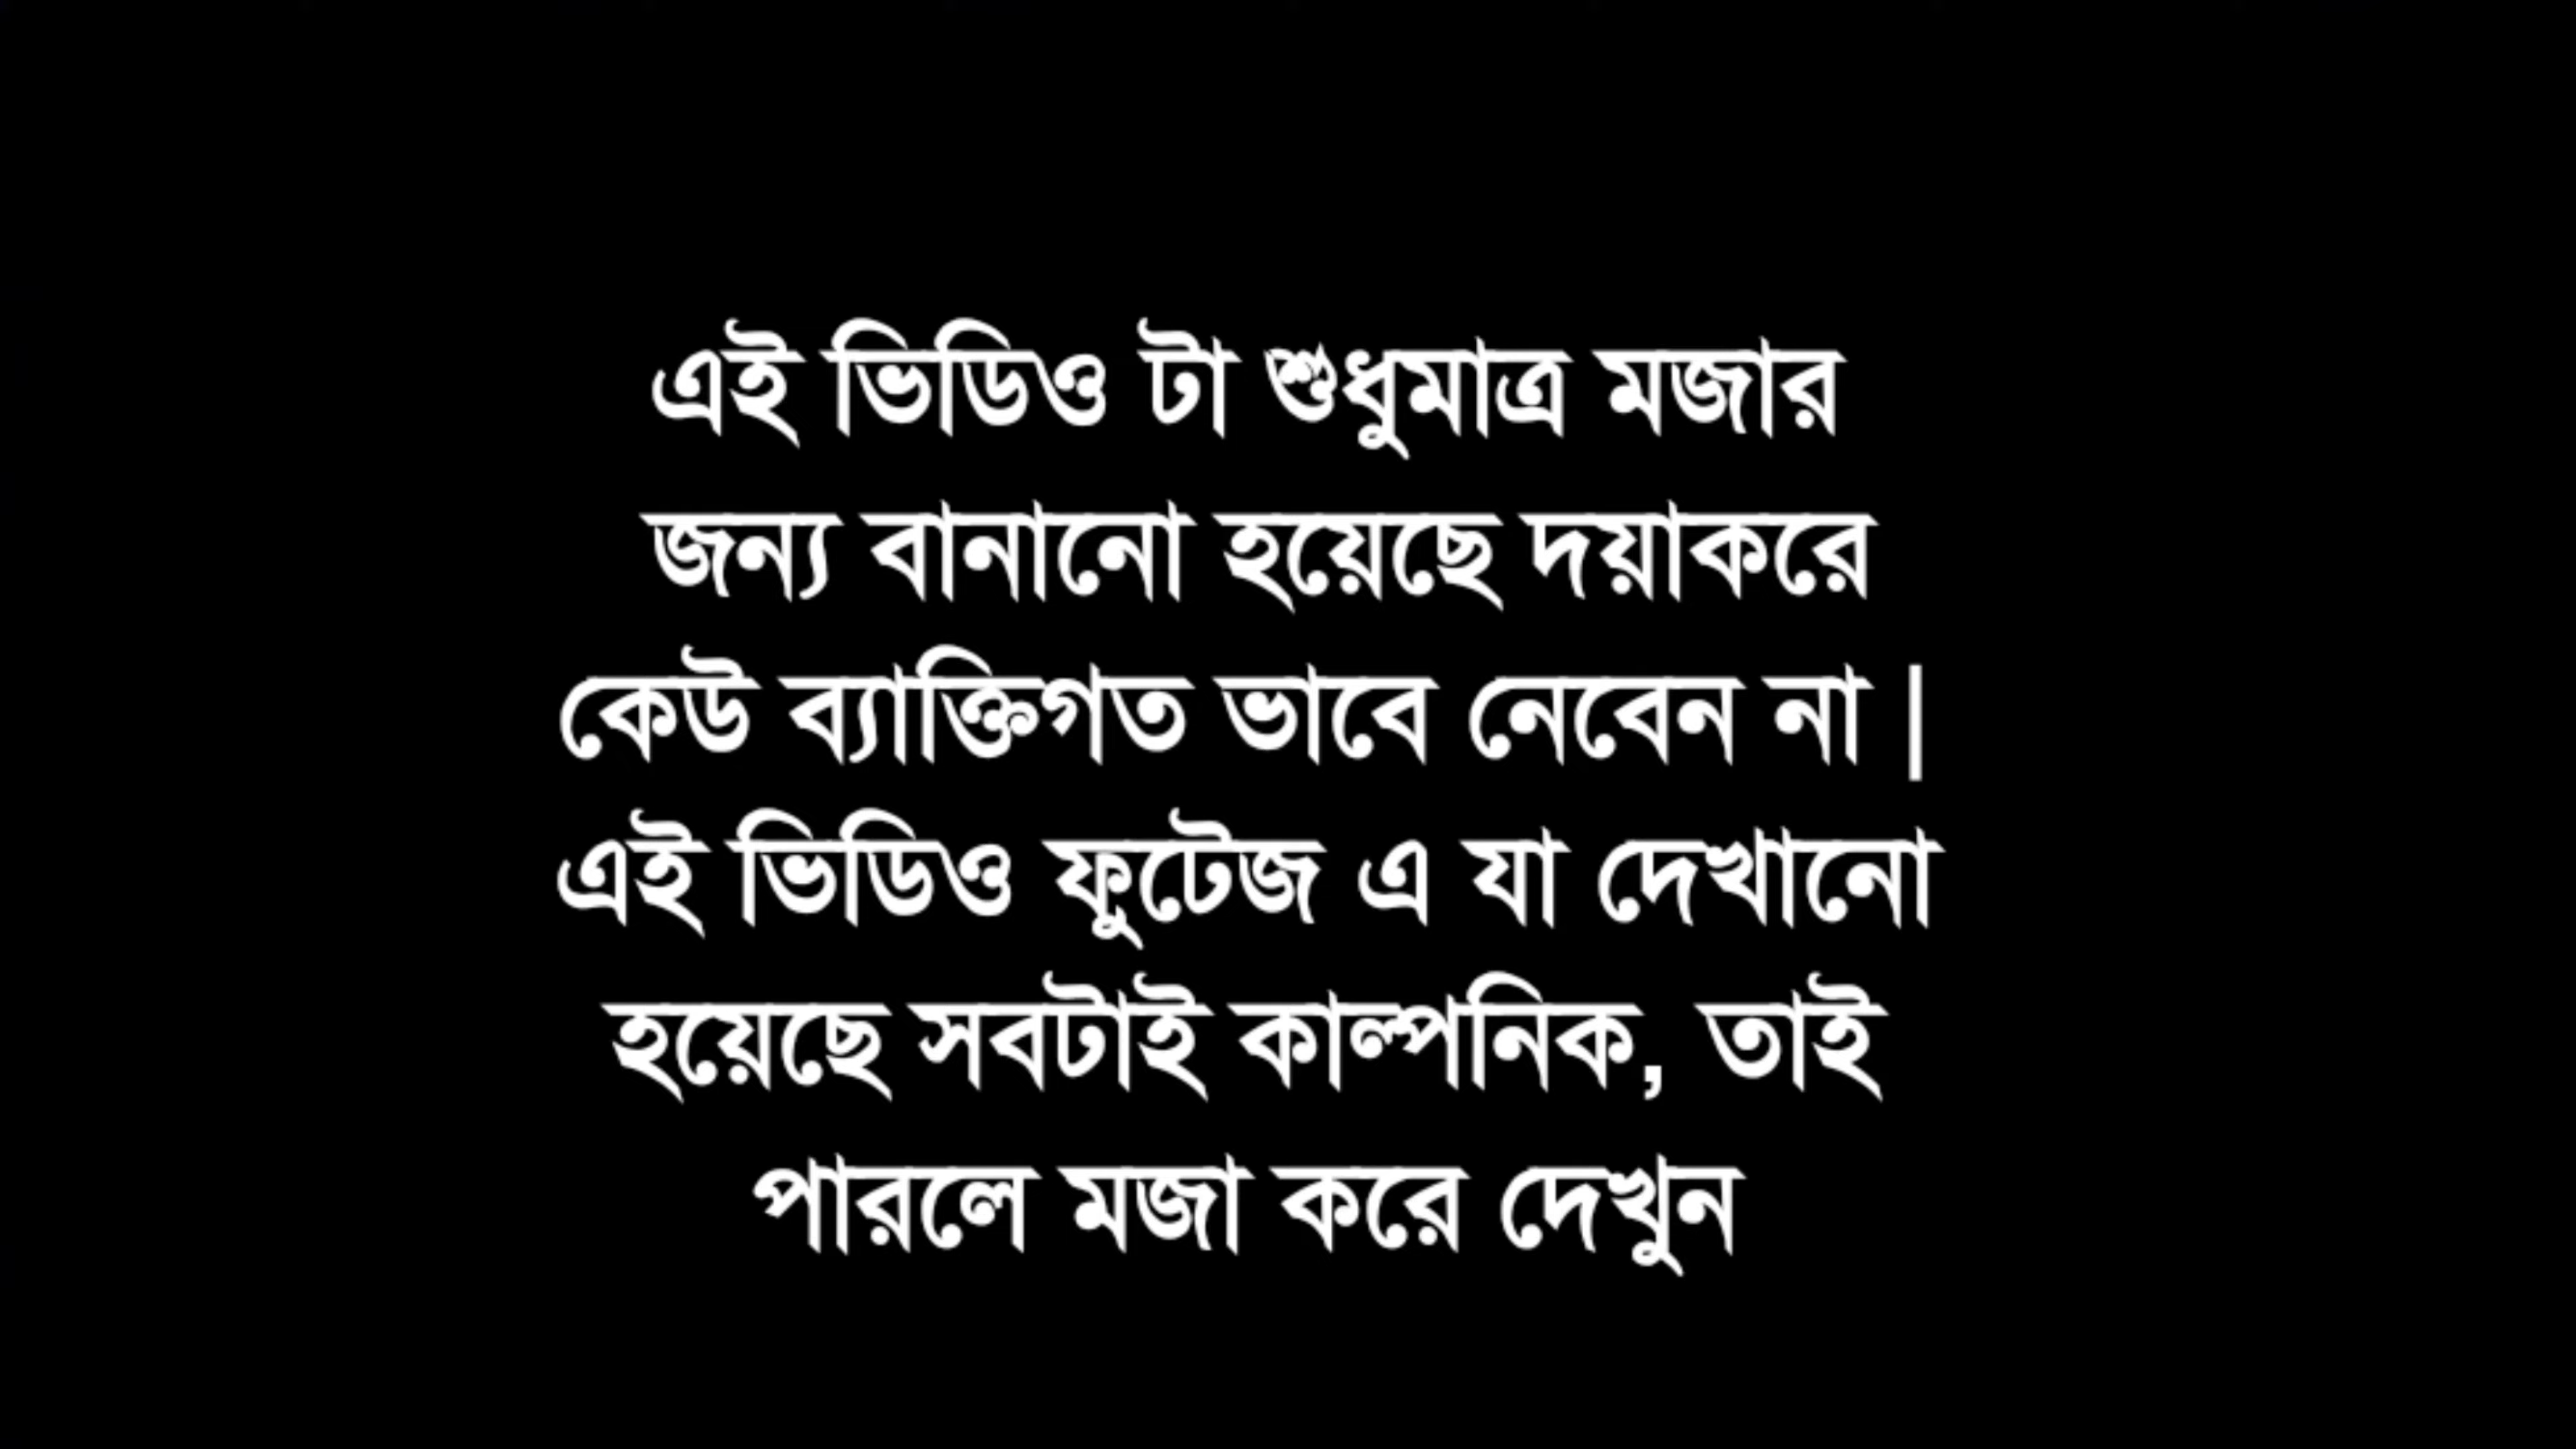 এই ভিডিও টা শুধুমাত্র মজার
জন্য বানানো হয়েছে দয়াকরে
কেউ ব্যাক্তিগত ভাবে নেবেন না |
এই ভিডিও ফুটেজ এ যা দেখানো
হয়েছে সবটাই কাল্পনিক, তাই
পারলে মজা করে দেখুন